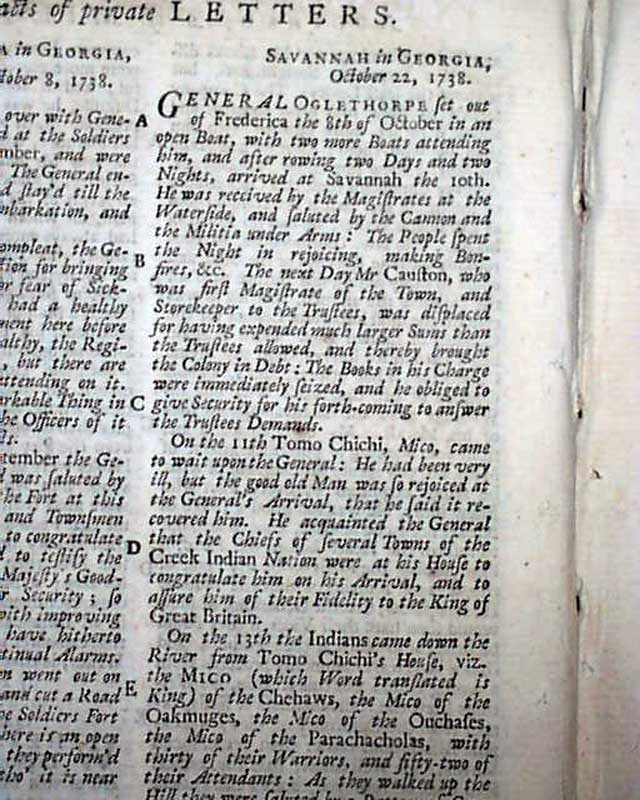 acts of private LETTERS.
A in GEORGIA,
tober 8, 1738.
over with Gene-
d at the Soldiers
mber, and were
The General en-
d ſtay'd till the
mbarkation, and
ompleat, the Ge-
tion for bringing
or fear of Sick-
had a healthy
ment here before
althy, the Regi-
, but there are
attending on it.
arkable Thing in
he Officers of it
ts.
tember the Ge-
d was ſaluted by
the Fort at this
and Townſmen
to congratulate
d to teſtify the
Majeſty's Good-
r Security; ſo
with improving
have hitherto
tinual Alarms.
n went out on
and cut a Road
he Soldiers Fort
here is an open
they perform'd
tho' it is near
A
B
C
D
E
SAVANNAH in GEORGIA,
October 22, 1738.
GENERAL OGLETHORPE ſet out
of Frederica the 8th of October in an
open Boat, with two more Boats attending
him, and after rowing two Days and two
Nights, arrived at Savannah the 10th.
He was received by the Magiſtrates at the
Waterſide, and ſaluted by the Cannon and
the Militia under Arms: The People ſpent
the Night in rejoicing, making Bon-
fires, &c. The next Day Mr Cauſton, who
was firſt Magiſtrate of the Town, and
Storekeeper to the Truſtees, was diſplaced
for having expended much larger Sums than
the Truſtees allowed, and thereby brought
the Colony in Debt: The Books in his Charge
were immediately ſeized, and he obliged to
give Security for his forth-coming to anſwer
the Truſtees Demands.
On the 11th Tomo Chichi, Mico, came
to wait upon the General: He had been very
ill, but the good old Man was ſo rejoiced at
the General's Arrival, that he ſaid it re-
covered him. He acquainted the General
that the Chiefs of ſeveral Towns of the
Creek Indian Nation were at his Houſe to
congratulate him on his Arrival, and to
aſſure him of their Fidelity to the King of
Great Britain.
On the 13th the Indians came down the
River from Tomo Chichi's Houſe, viz.
the MICO (which Word tranſlated is
King) of the Chehaws, the Mico of the
Oakmuges, the Mico of the Ouchaſes,
the Mico of the Parachacholas, with
thirty of their Warriors, and fifty-two of
their Attendants: As they walked up the
Hill they were ſaluted by a